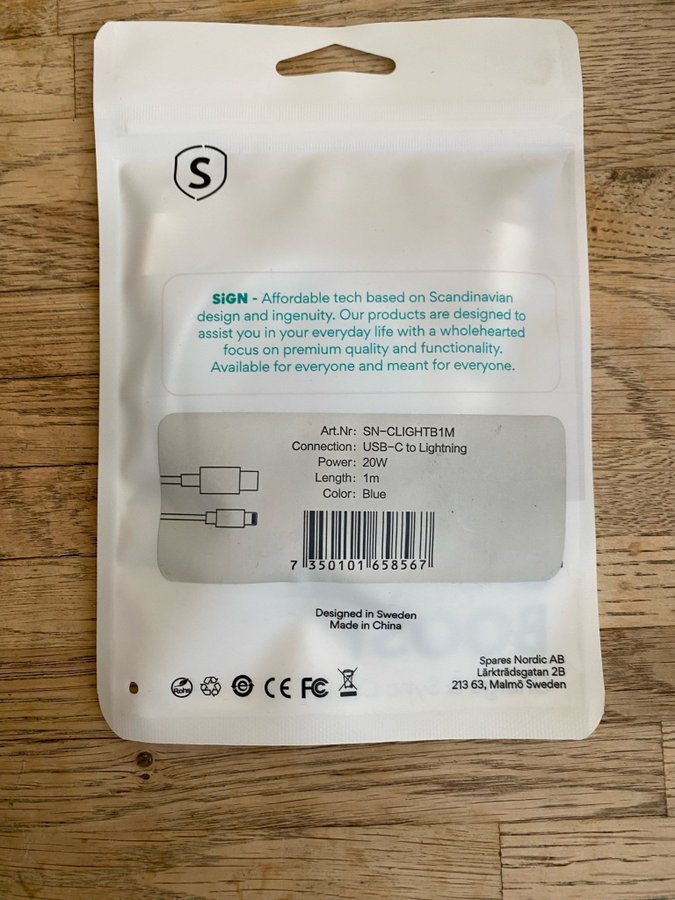 S
SiGN - Affordable tech based on Scandinavian
design and ingenuity. Our products are designed to
assist you in your everyday life with a wholehearted
focus on premium quality and functionality.
Available for everyone and meant for everyone.
Art.Nr: SN-CLIGHTB1M
Connection: USB-C to Lightning
Power: 20W
Length: 1m
Color: Blue
7 350101 658567
Designed in Sweden
Made in China
Spares Nordic AB
Lärkträdsgatan 2B
213 63, Malmö Sweden
RoHS
CE FC